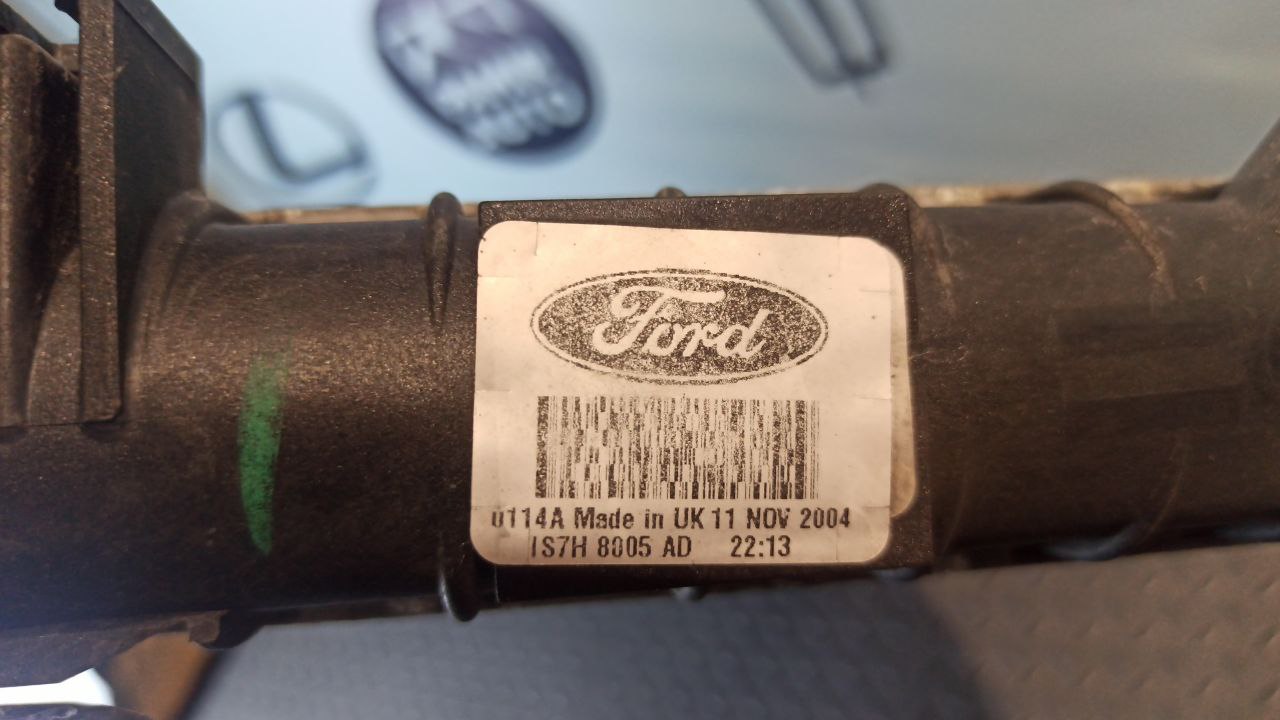 Ford
0114A Made in UK 11 NOV 2004
1S7H 8005 AD 22:13